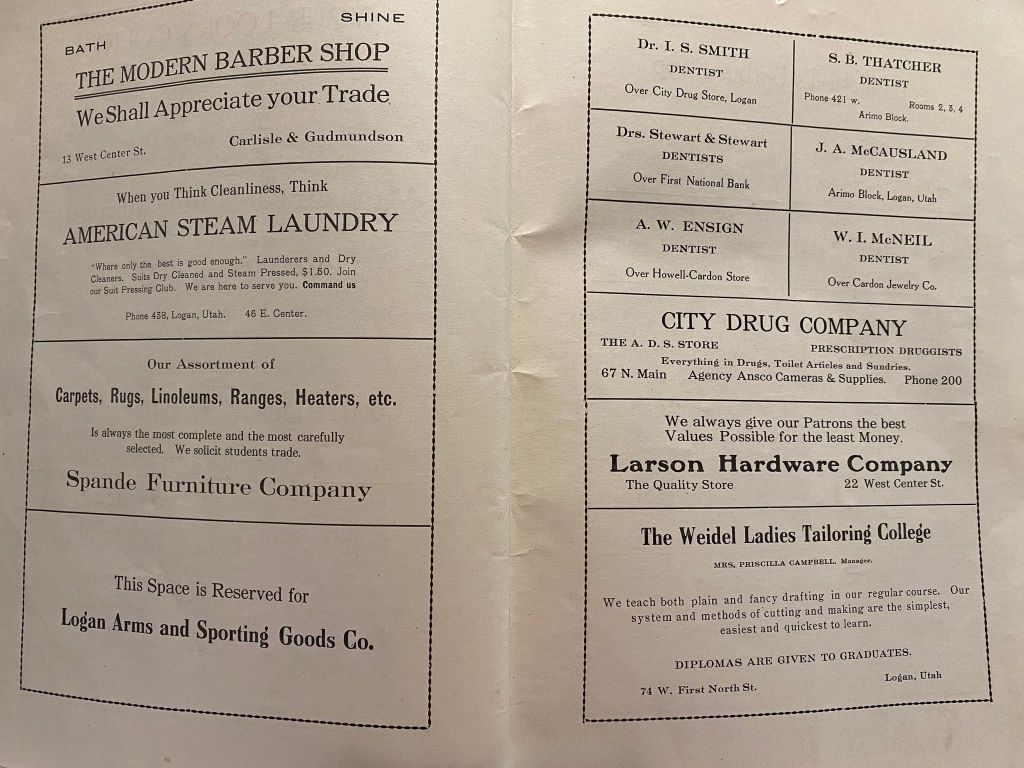 BATH SHINE
THE MODERN BARBER SHOP
We Shall Appreciate your Trade
Carlisle & Gudmundson
13 West Center St.
When you Think Cleanliness, Think
AMERICAN STEAM LAUNDRY
"Where only the best is good enough." Launderers and Dry
Cleaners. Suits Dry Cleaned and Steam Pressed, $1.50. Join
our Suit Pressing Club. We are here to serve you. Command us
Phone 438, Logan, Utah. 46 E. Center.
Our Assortment of
Carpets, Rugs, Linoleums, Ranges, Heaters, etc.
Is always the most complete and the most carefully
selected. We solicit students trade.
Spande Furniture Company
This Space is Reserved for
Logan Arms and Sporting Goods Co.
Dr. I. S. SMITH
DENTIST
Over City Drug Store, Logan
S. B. THATCHER
DENTIST
Phone 421 w. Rooms 2, 3, 4
Arimo Block.
Drs. Stewart & Stewart
DENTISTS
Over First National Bank
J. A. McCAUSLAND
DENTIST
Arimo Block, Logan, Utah
A. W. ENSIGN
DENTIST
Over Howell-Cardon Store
W. I. McNEIL
DENTIST
Over Cardon Jewelry Co.
CITY DRUG COMPANY
THE A. D. S. STORE PRESCRIPTION DRUGGISTS
Everything in Drugs, Toilet Articles and Sundries.
67 N. Main Agency Ansco Cameras & Supplies. Phone 200
We always give our Patrons the best
Values Possible for the least Money.
Larson Hardware Company
The Quality Store 22 West Center St.
The Weidel Ladies Tailoring College
MRS. PRISCILLA CAMPBELL, Manager.
We teach both plain and fancy drafting in our regular course. Our
system and methods of cutting and making are the simplest,
easiest and quickest to learn.
DIPLOMAS ARE GIVEN TO GRADUATES.
74 W. First North St. Logan, Utah